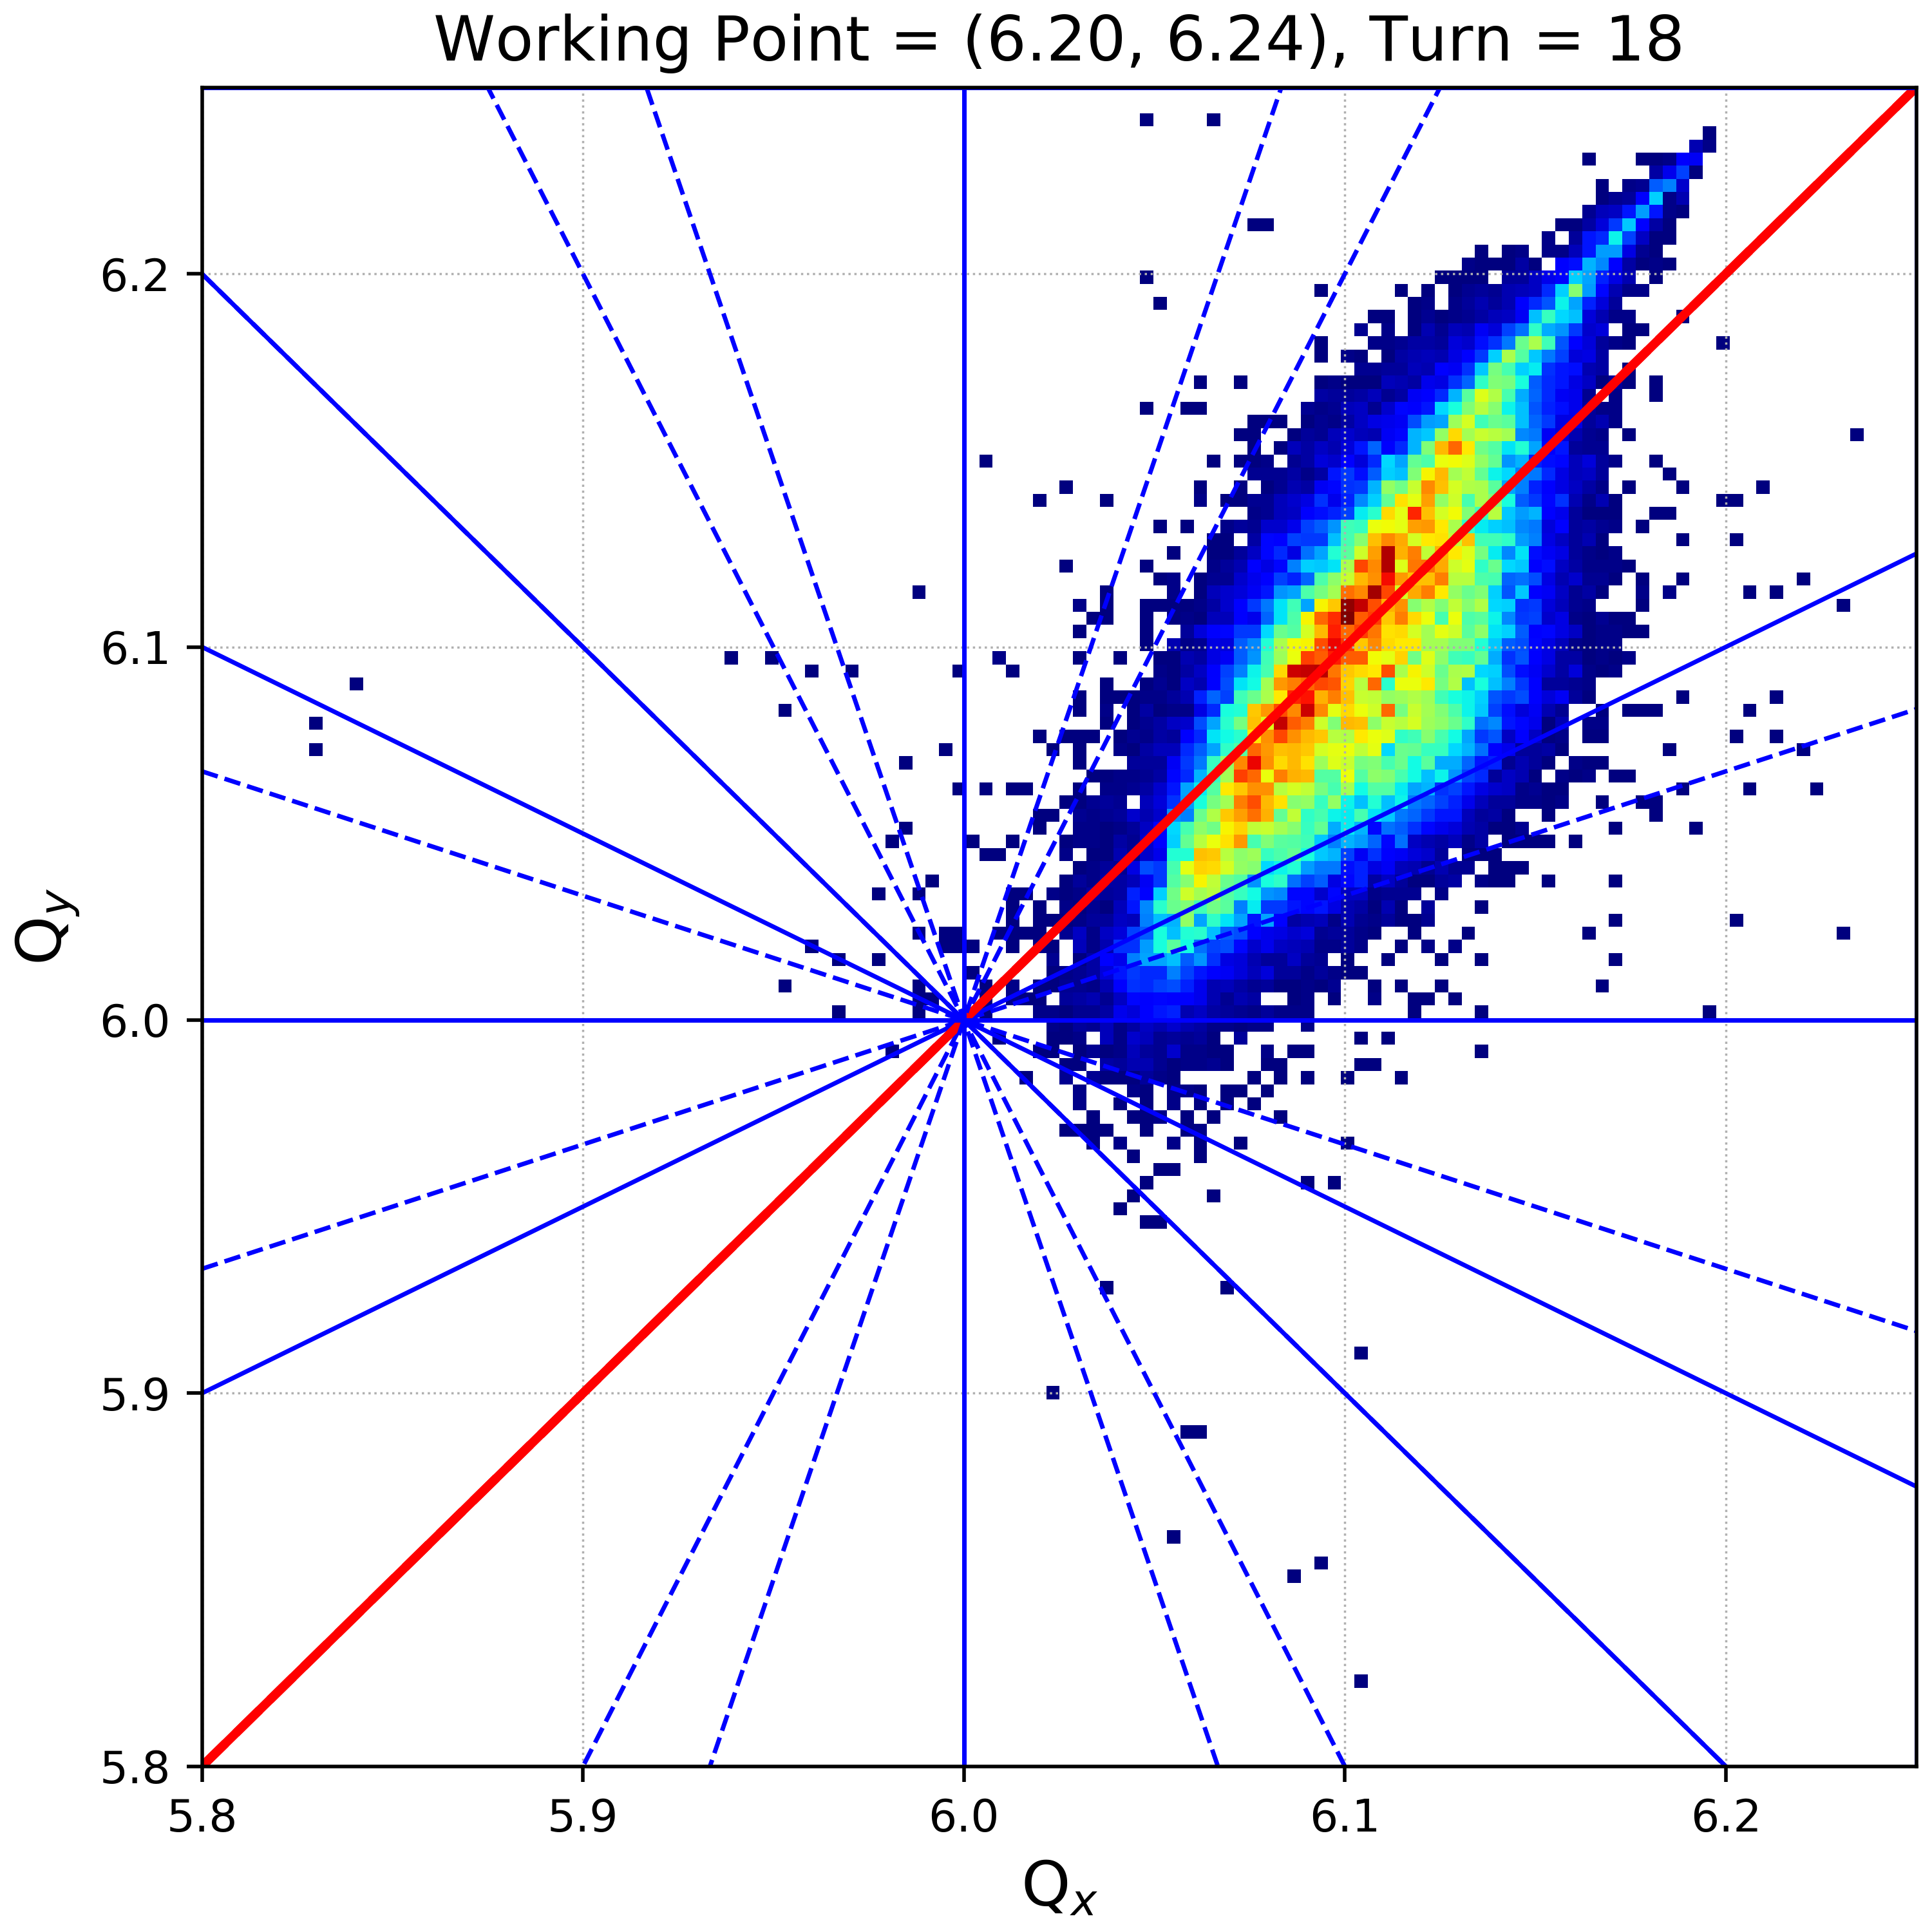 Working Point = (6.20, 6.24), Turn = 18
6.2
6.1
6.0
5.9
5.8
Qy
5.8 5.9 6.0 6.1 6.2
Qx